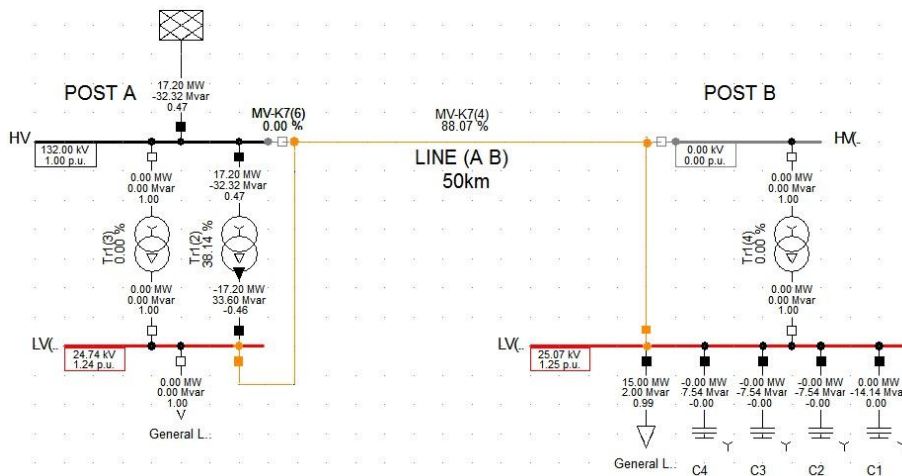 17.20 MW
-32.32 Mvar
0.47
POST A
MV-K7(6)
0.00 %
MV-K7(4)
88.07 %
POST B
HV
132.00 kV
1.00 p.u.
LINE (A B)
50km
0.00 kV
0.00 p.u.
HV(..
0.00 MW
0.00 Mvar
1.00
17.20 MW
-32.32 Mvar
0.47
0.00 MW
0.00 Mvar
1.00
Tr1(3)
0.00 %
Tr1(2)
38.14 %
Tr1(4)
0.00 %
0.00 MW
0.00 Mvar
1.00
-17.20 MW
33.60 Mvar
-0.46
0.00 MW
0.00 Mvar
1.00
LV(..
24.74 kV
1.24 p.u.
LV(..
25.07 kV
1.25 p.u.
0.00 MW
0.00 Mvar
1.00
General L..
15.00 MW
2.00 Mvar
0.99
-0.00 MW
-7.54 Mvar
-0.00
-0.00 MW
-7.54 Mvar
-0.00
-0.00 MW
-7.54 Mvar
-0.00
0.00 MW
-14.14 Mvar
0.00
General L..
C4
C3
C2
C1